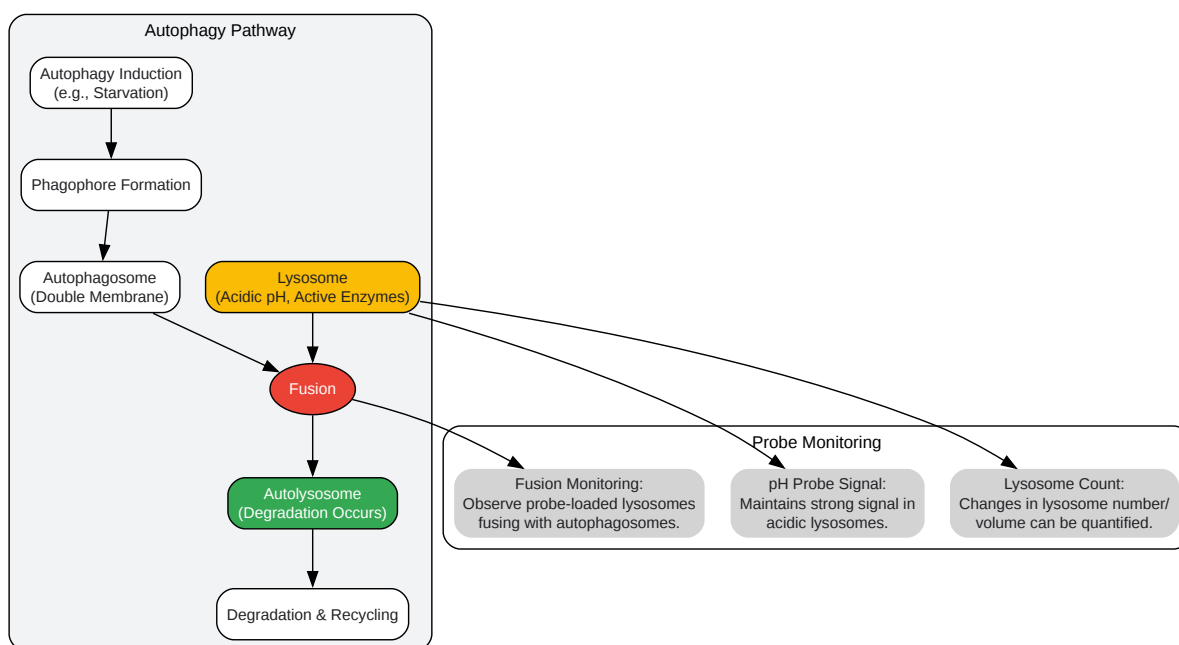 Autophagy Pathway
Autophagy Induction
(e.g., Starvation)
Phagophore Formation
Autophagosome
(Double Membrane)
Lysosome
(Acidic pH, Active Enzymes)
Fusion
Autolysosome
(Degradation Occurs)
Degradation & Recycling
Probe Monitoring
Fusion Monitoring:
Observe probe-loaded lysosomes
fusing with autophagosomes.
pH Probe Signal:
Maintains strong signal in
acidic lysosomes.
Lysosome Count:
Changes in lysosome number/
volume can be quantified.